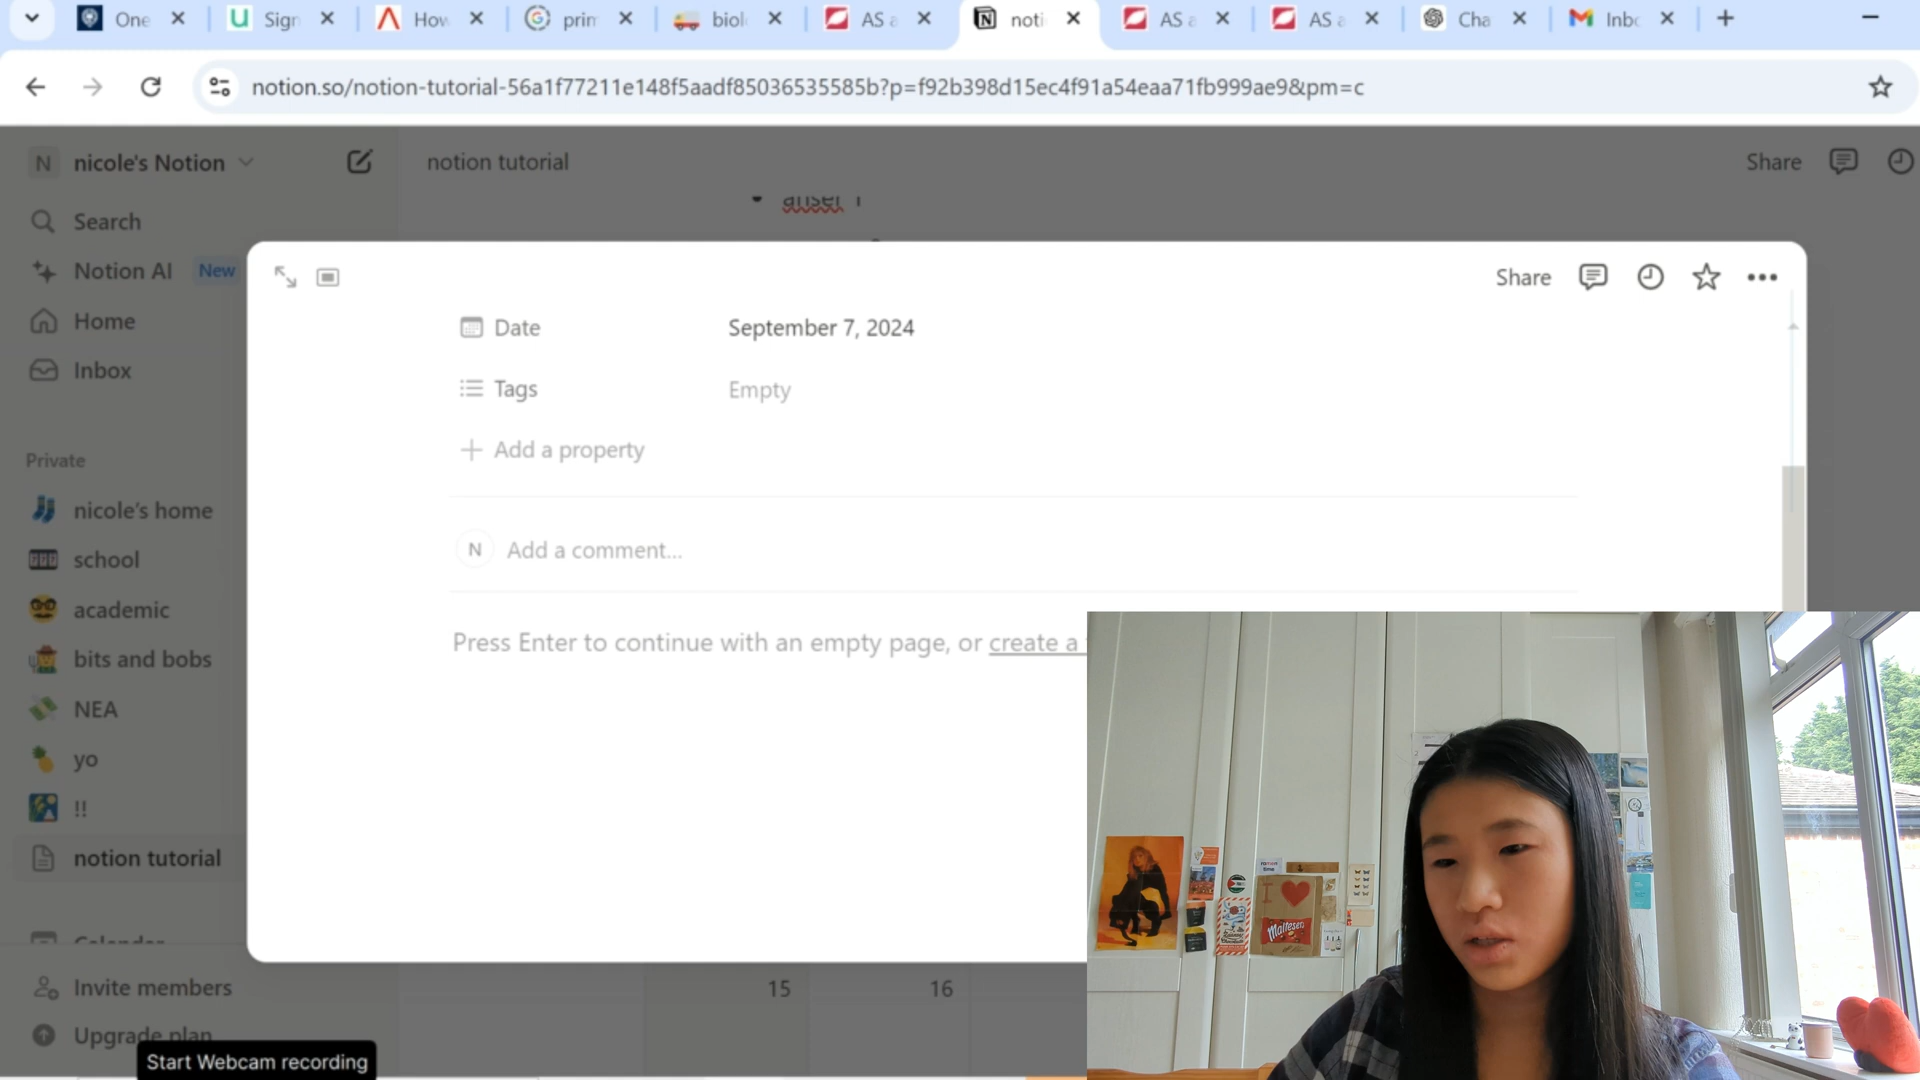 One
Sign
How
prin
biol
AS a
noti
AS a
AS a
Cha
Inbo
notion.so/notion-tutorial-56a1f77211e148f5aadf85036535585b?p=f92b398d15ec4f91a54eaa71fb999ae9&pm=c
N nicole's Notion
notion tutorial
Share
Search
anser
Notion AI New
Home
Inbox
Share
Date September 7, 2024
Tags Empty
Add a property
N Add a comment...
Press Enter to continue with an empty page, or create a
Private
nicole's home
school
academic
bits and bobs
NEA
yo
!!
notion tutorial
Calendar
Invite members
Upgrade plan
Start Webcam recording
15 16
I
Maltesers